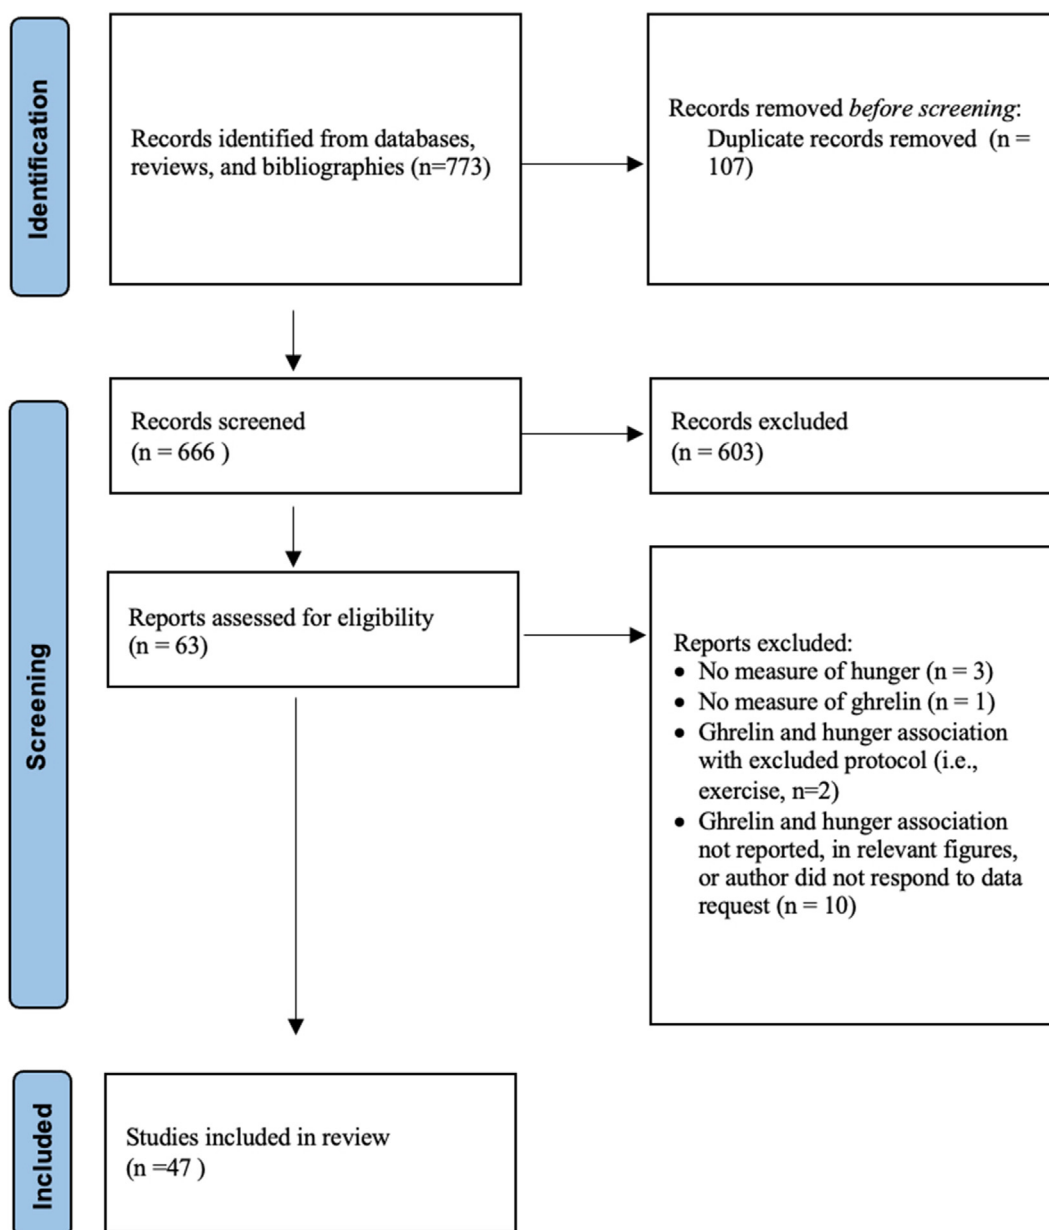 Identification
Records identified from databases,
reviews, and bibliographies (n=773)
Records removed before screening:
Duplicate records removed (n =
107)
Screening
Records screened
(n = 666 )
Records excluded
(n = 603)
Reports assessed for eligibility
(n = 63)
Reports excluded:
• No measure of hunger (n = 3)
• No measure of ghrelin (n = 1)
• Ghrelin and hunger association
with excluded protocol (i.e.,
exercise, n=2)
• Ghrelin and hunger association
not reported, in relevant figures,
or author did not respond to data
request (n = 10)
Included
Studies included in review
(n =47 )